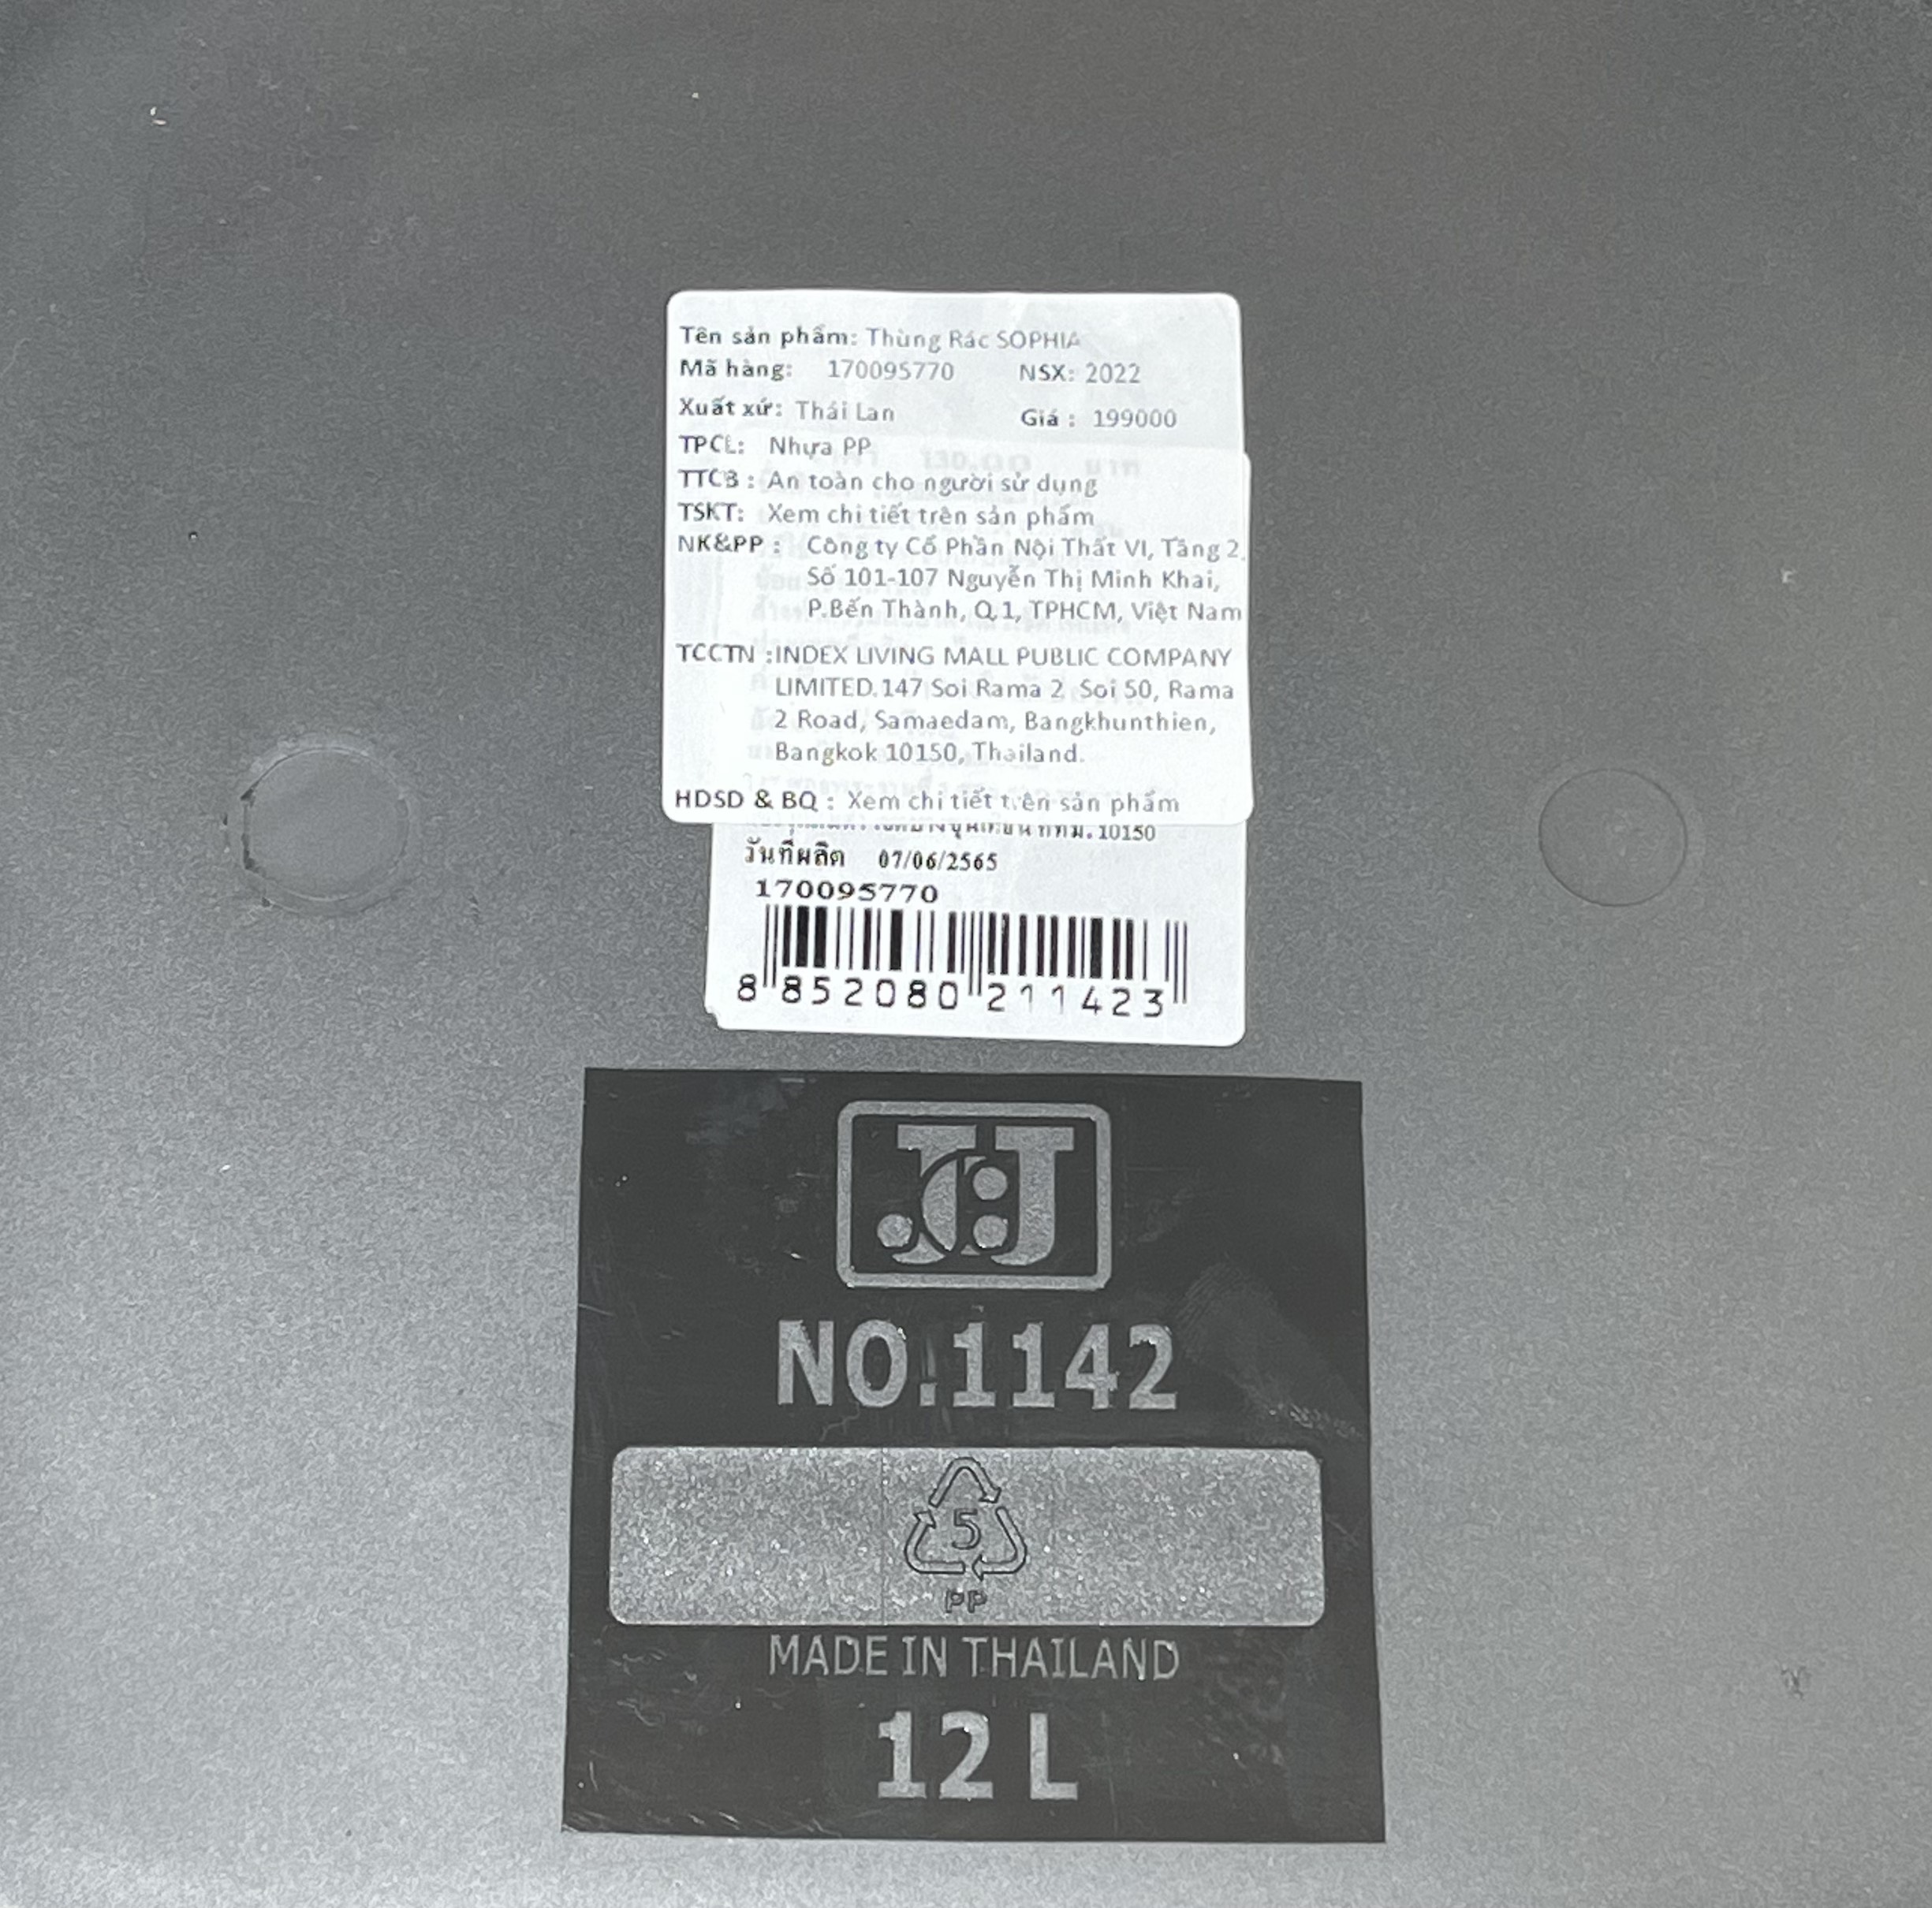 Tên sản phẩm: Thùng Rác SOPHIA
Mã hàng: 170095770 NSX: 2022
Xuất xứ: Thái Lan Giá : 199000
TPCL: Nhựa PP
TTCB : An toàn cho người sử dụng
TSKT: Xem chi tiết trên sản phẩm
NK&PP : Công ty Cổ Phần Nội Thất VI, Tầng 2,
Số 101-107 Nguyễn Thị Minh Khai,
P.Bến Thành, Q.1, TPHCM, Việt Nam
TCCTN :INDEX LIVING MALL PUBLIC COMPANY
LIMITED.147 Soi Rama 2 Soi 50, Rama
2 Road, Samaedam, Bangkhunthien,
Bangkok 10150, Thailand.
HDSD & BQ : Xem chi tiết trên sản phẩm
10150
วันที่ผลิต 07/06/2565
170095770
8 852080 211423
JCJ
NO.1142
5
PP
MADE IN THAILAND
12 L